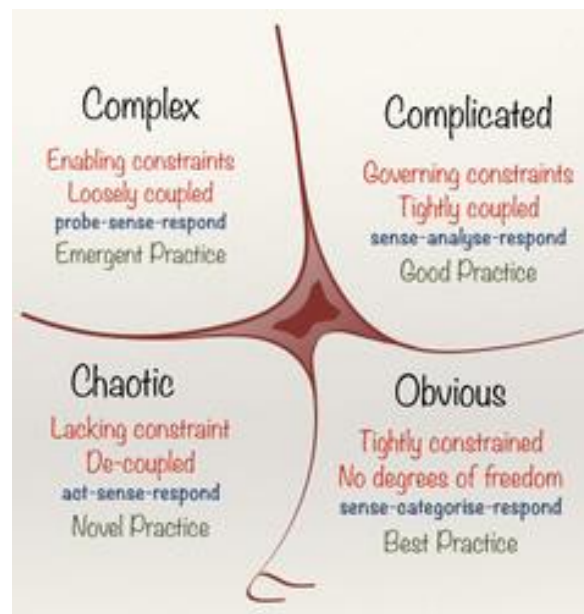 Complex
Enabling constraints
Loosely coupled
probe-sense-respond
Emergent Practice
Complicated
Governing constraints
Tightly coupled
sense-analyse-respond
Good Practice
Chaotic
Lacking constraint
De-coupled
act-sense-respond
Novel Practice
Obvious
Tightly constrained
No degrees of freedom
sense-categorise-respond
Best Practice